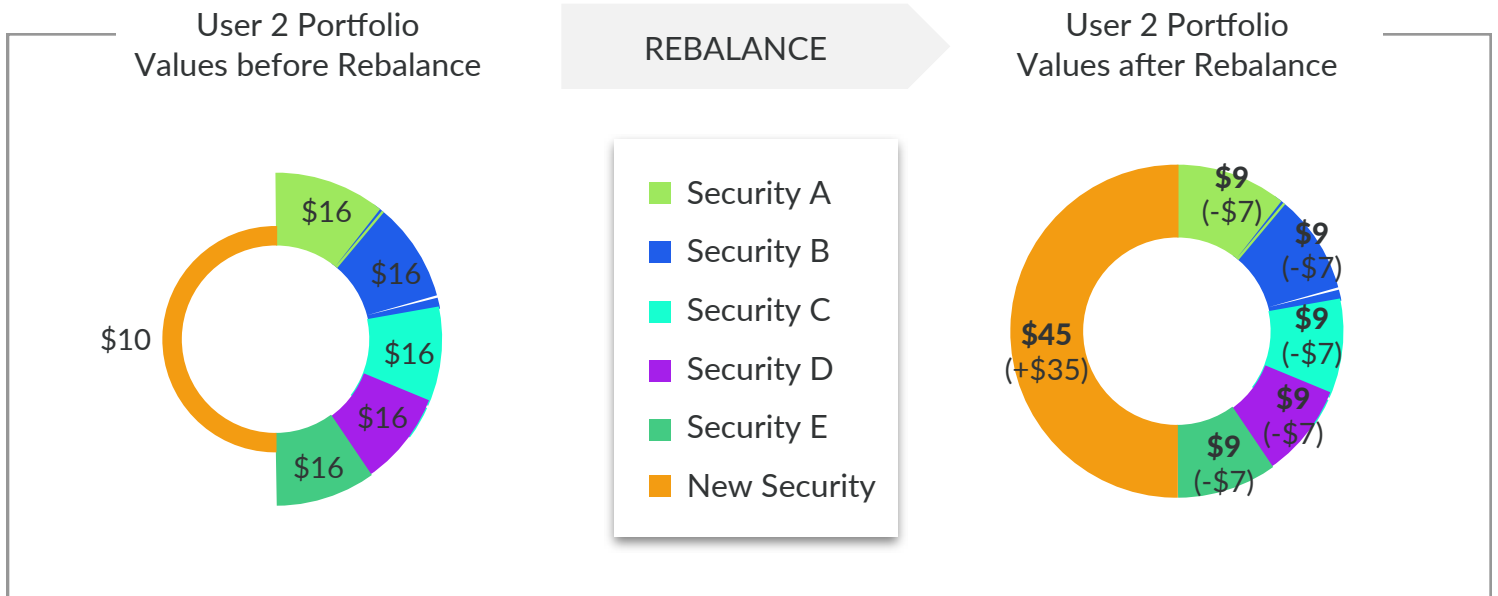 User 2 Portfolio
Values before Rebalance
REBALANCE
User 2 Portfolio
Values after Rebalance
$16
$16
$16
$16
$16
$10
Security A
Security B
Security C
Security D
Security E
New Security
$9
(-$7)
$9
(-$7)
$9
(-$7)
$9
(-$7)
$9
(-$7)
$45
(+$35)